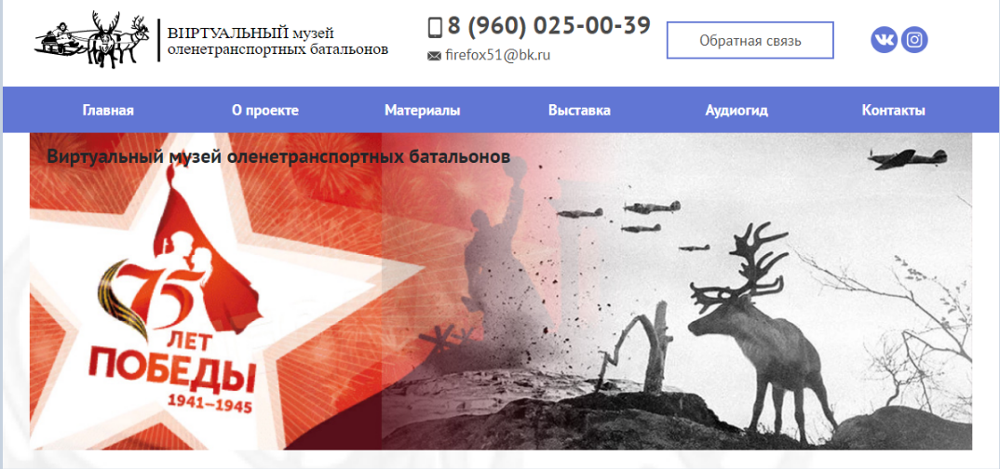 ВІІРТУАЛЬНЫЙ музей
оленетранспортных батальонов
8 (960) 025-00-39
firefox51@bk.ru
Обратная связь
Главная
О проекте
Материалы
Выставка
Аудиогид
Контакты
Виртуальный музей оленетранспортных батальонов
75
ЛЕТ
ПОБЕДЫ
1941–1945